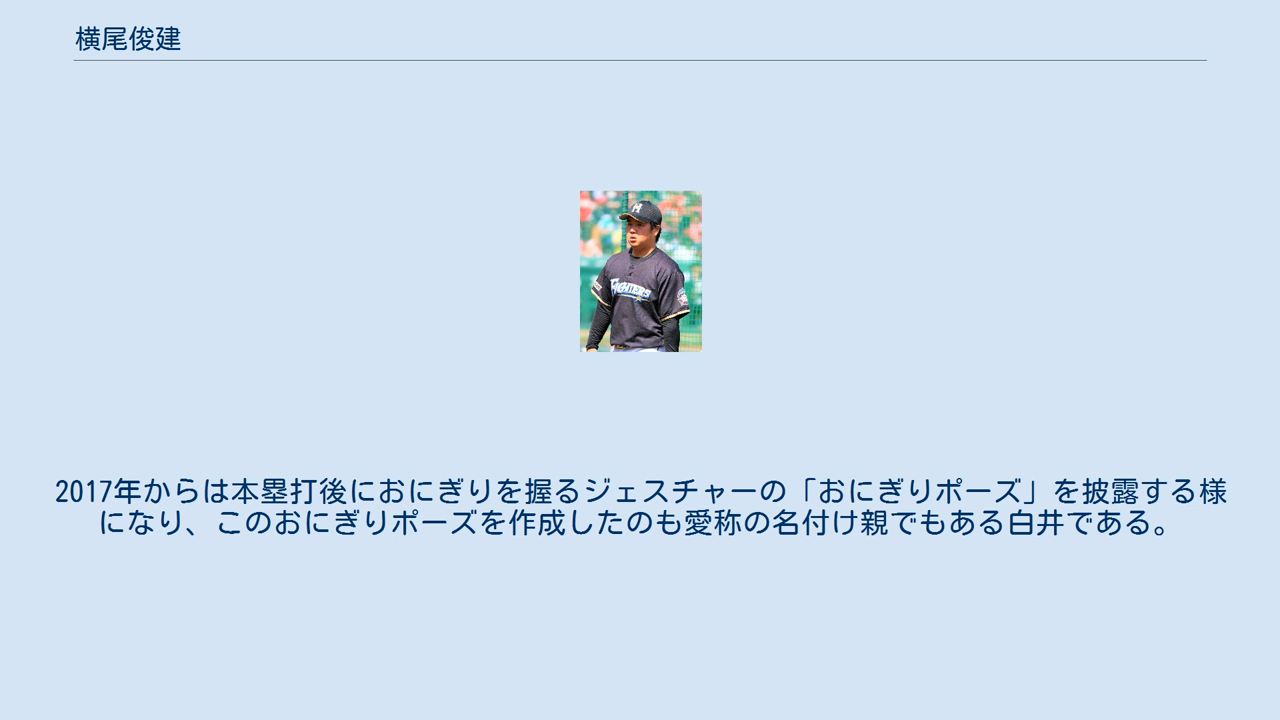 横尾俊建
H
FIGHTERS
2017年からは本塁打後におにぎりを握るジェスチャーの「おにぎりポーズ」を披露する様
になり、このおにぎりポーズを作成したのも愛称の名付け親でもある白井である。